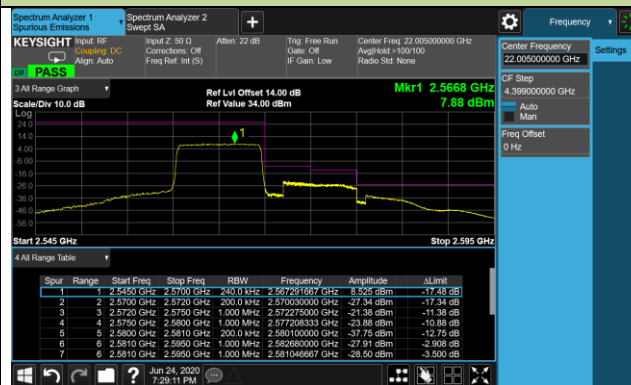 Spectrum Analyzer 1
Spurious Emissions
Spectrum Analyzer 2
Swept SA
Frequency
KEYSIGHT
Input: RF
Coupling: DC
Align: Auto
Input Z: 50 Ω
Corrections: Off
Freq Ref: Int (S)
Atten: 22 dB
Trig: Free Run
Gate: Off
IF Gain: Low
Center Freq: 22.005000000 GHz
Avg|Hold:>100/100
Radio Std: None
PASS
Center Frequency
22.005000000 GHz
Settings
CF Step
4.399000000 GHz
Auto
Man
Freq Offset
0 Hz
3 All Range Graph
Ref Lvl Offset 14.00 dB
Mkr1 2.5668 GHz
Scale/Div 10.0 dB
Ref Value 34.00 dBm
7.88 dBm
Log
24.0
14.0
4.00
-6.00
-16.0
-26.0
-36.0
-46.0
-56.0
1
Start 2.545 GHz
Stop 2.595 GHz
4 All Range Table
Spur Range Start Freq Stop Freq RBW Frequency Amplitude ΔLimit
1 1 2.5450 GHz 2.5700 GHz 240.0 kHz 2.567291667 GHz 8.525 dBm -17.48 dB
2 2 2.5700 GHz 2.5720 GHz 200.0 kHz 2.570030000 GHz -27.34 dBm -17.34 dB
3 3 2.5720 GHz 2.5750 GHz 1.000 MHz 2.572275000 GHz -21.38 dBm -11.38 dB
4 4 2.5750 GHz 2.5800 GHz 1.000 MHz 2.577208333 GHz -23.88 dBm -10.88 dB
5 5 2.5800 GHz 2.5810 GHz 200.0 kHz 2.580100000 GHz -37.75 dBm -12.75 dB
6 6 2.5810 GHz 2.5950 GHz 1.000 MHz 2.582680000 GHz -27.91 dBm -2.908 dB
7 6 2.5810 GHz 2.5950 GHz 1.000 MHz 2.581046667 GHz -28.50 dBm -3.500 dB
Jun 24, 2020
7:29:11 PM